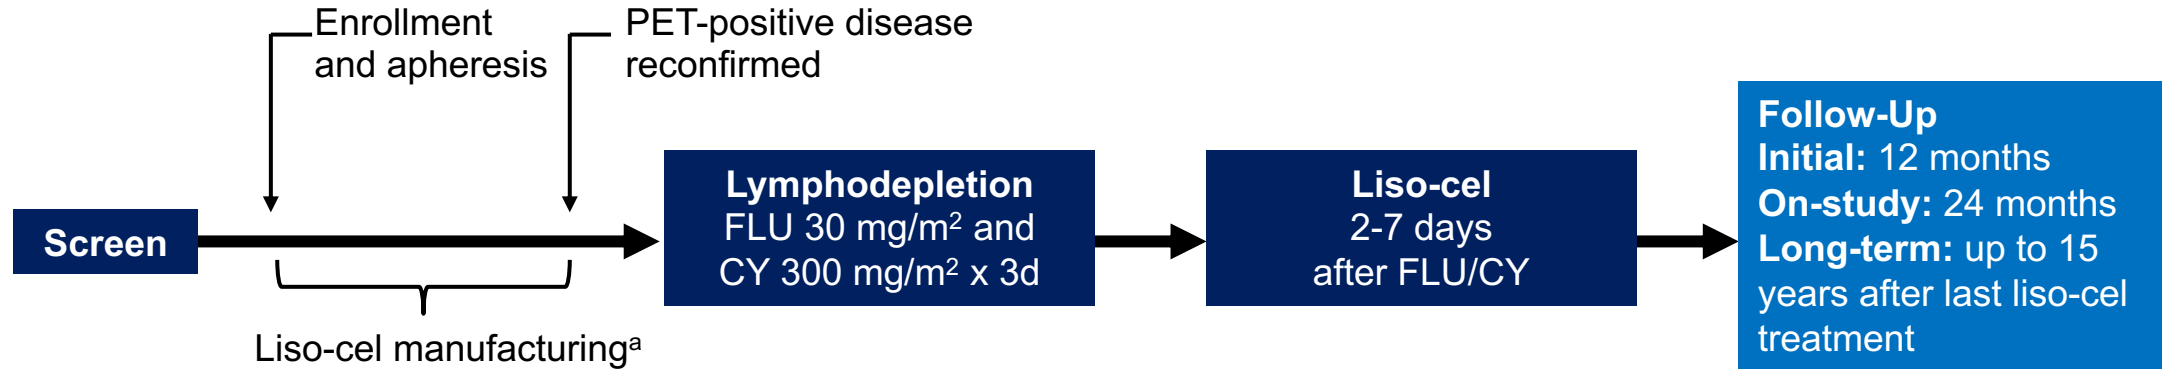 Enrollment
and apheresis
PET-positive disease
reconfirmed
Screen
Liso-cel manufacturingᵃ
Lymphodepletion
FLU 30 mg/m² and
CY 300 mg/m² x 3d
Liso-cel
2-7 days
after FLU/CY
Follow-Up
Initial: 12 months
On-study: 24 months
Long-term: up to 15
years after last liso-cel
treatment